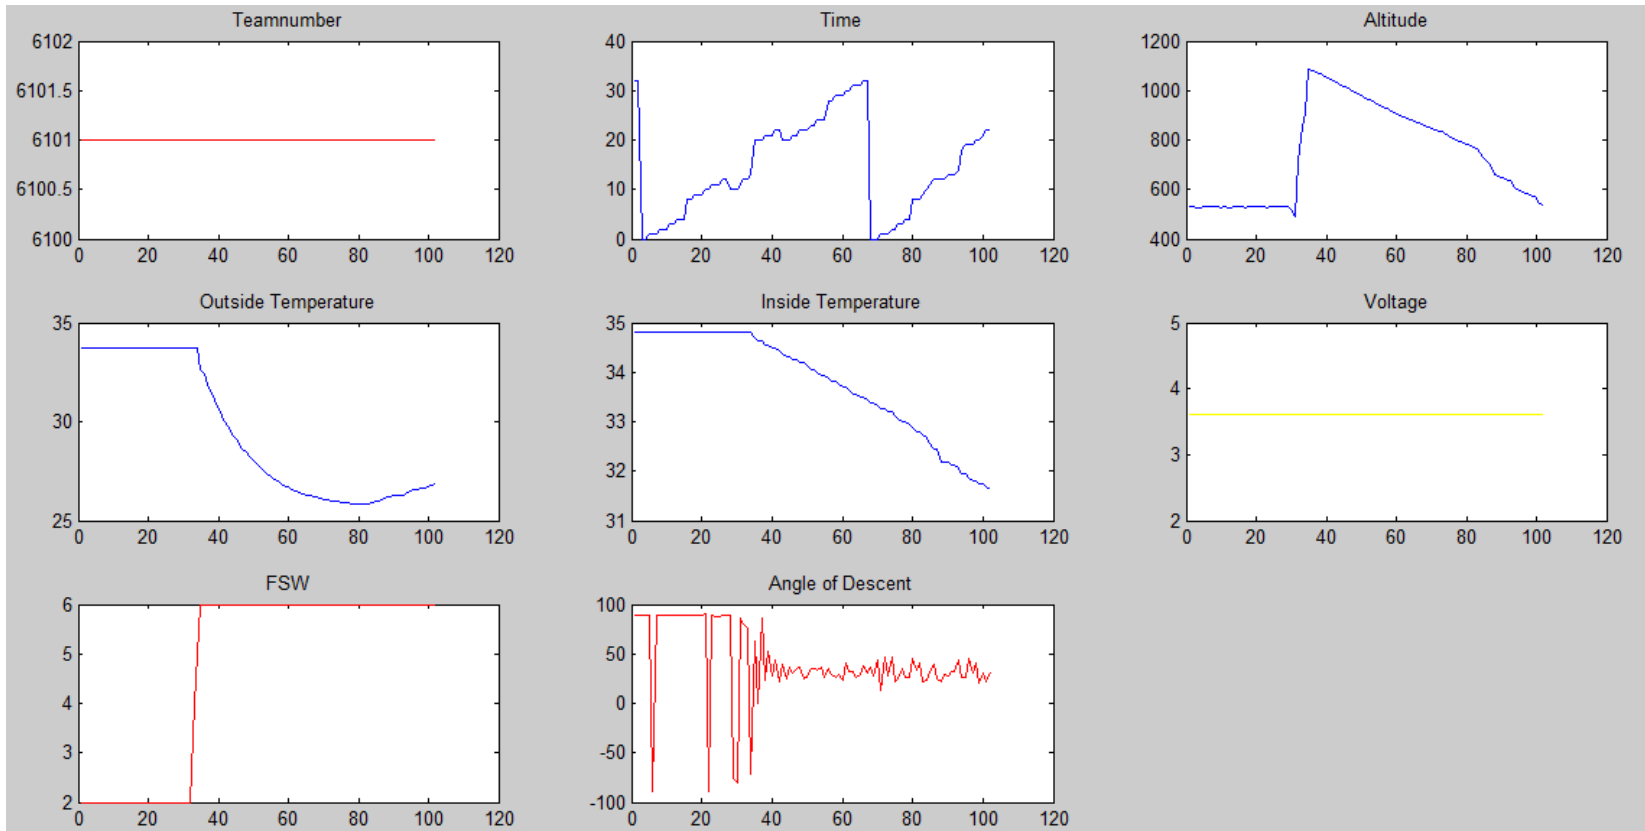 Teamnumber
6102
6101.5
6101
6100.5
6100
0 20 40 60 80 100 120
Time
40
30
20
10
0
0 20 40 60 80 100 120
Altitude
1200
1000
800
600
400
0 20 40 60 80 100 120
Outside Temperature
35
30
25
0 20 40 60 80 100 120
Inside Temperature
35
34
33
32
31
0 20 40 60 80 100 120
Voltage
5
4
3
2
0 20 40 60 80 100 120
FSW
6
5
4
3
2
0 20 40 60 80 100 120
Angle of Descent
100
50
0
-50
-100
0 20 40 60 80 100 120